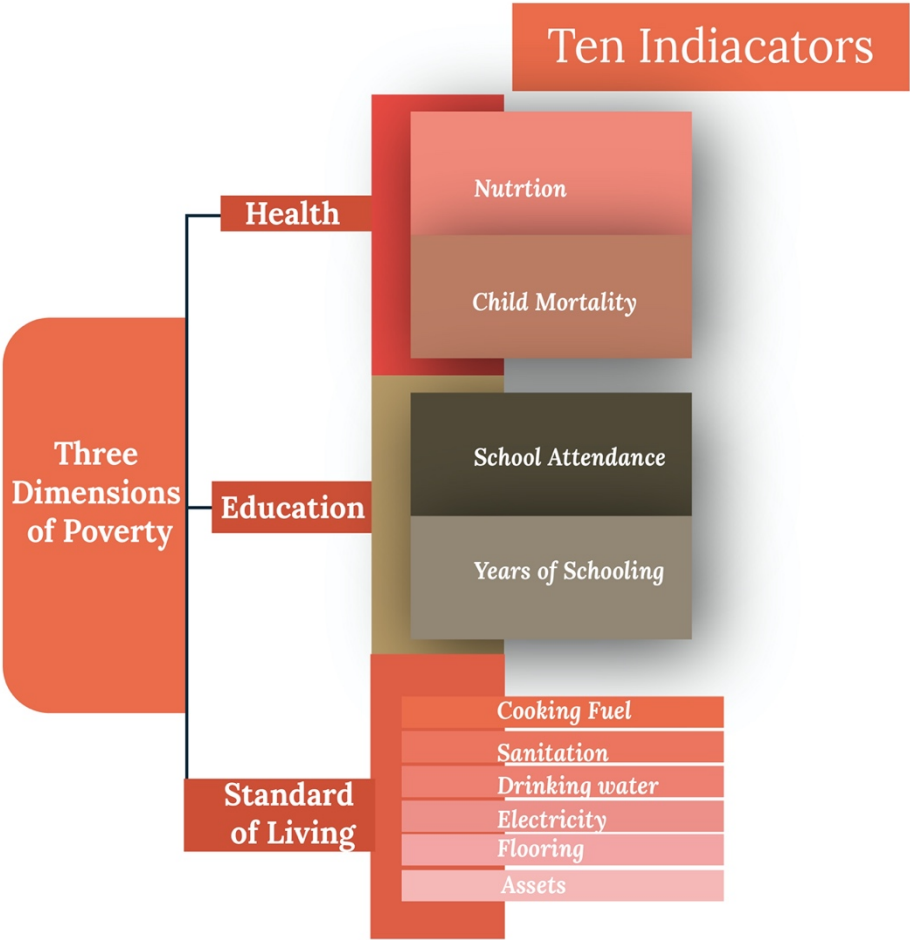 Ten Indiacators
Three
Dimensions
of Poverty
Health
Nutrtion
Child Mortality
Education
School Attendance
Years of Schooling
Standard
of Living
Cooking Fuel
Sanitation
Drinking water
Electricity
Flooring
Assets